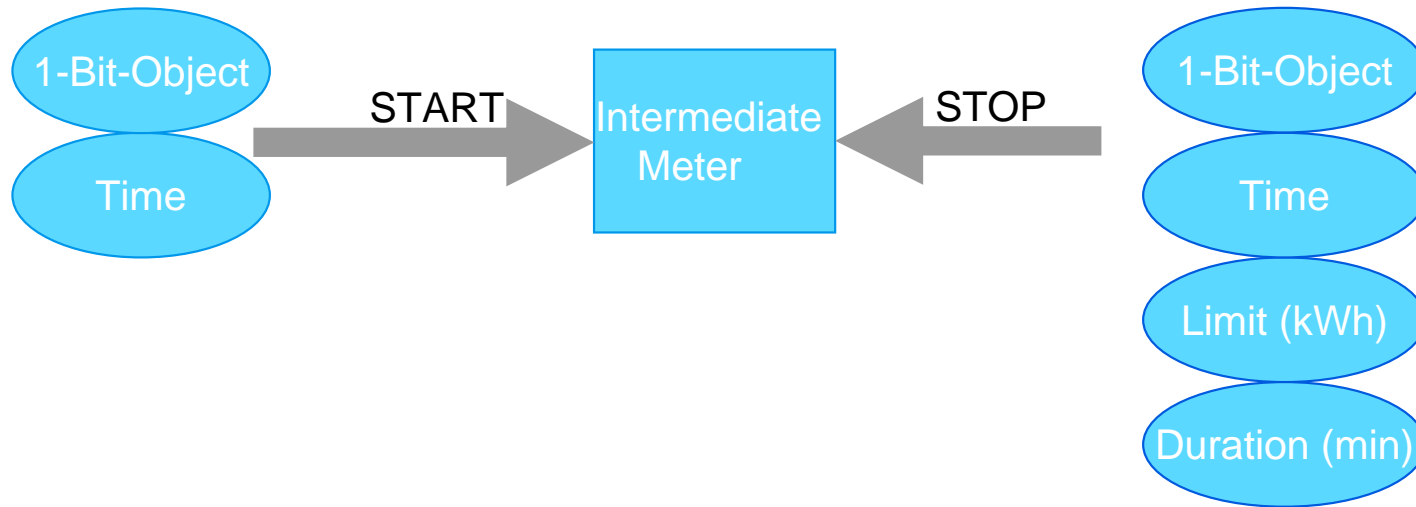 1-Bit-Object
Time
START
Intermediate
Meter
STOP
1-Bit-Object
Time
Limit (kWh)
Duration (min)